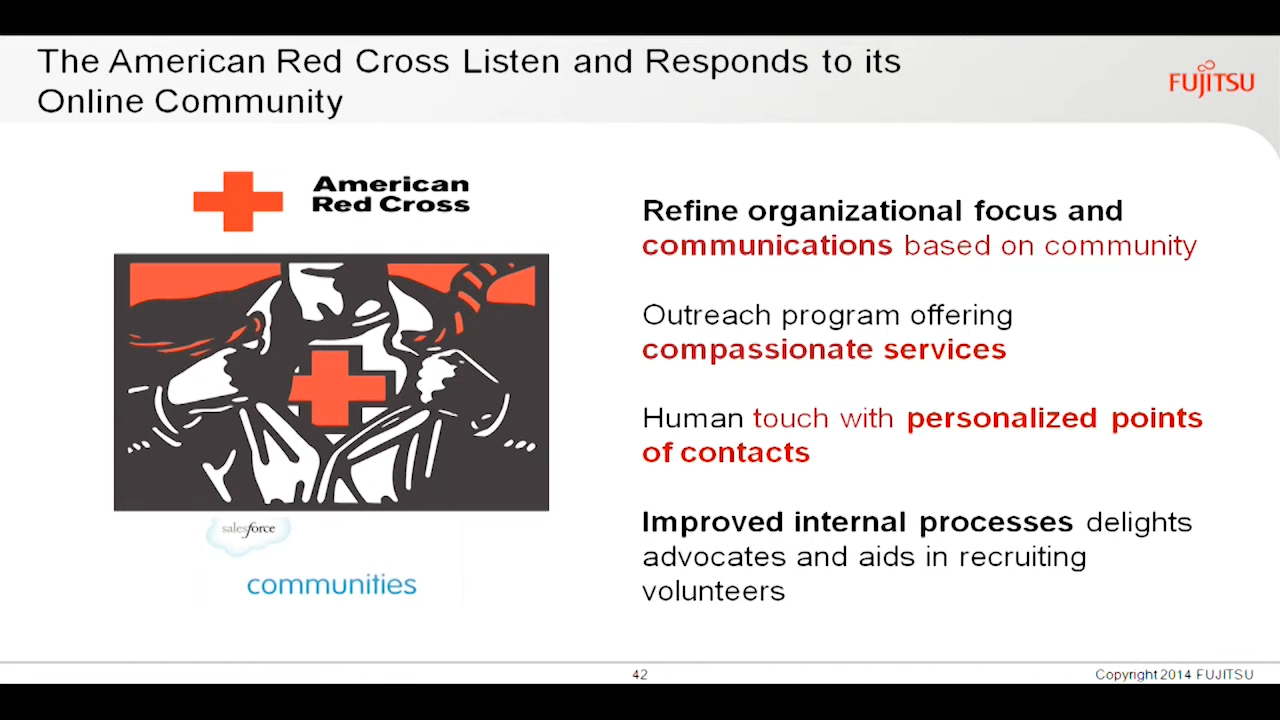 The American Red Cross Listen and Responds to its
Online Community
FUJITSU
American
Red Cross
Refine organizational focus and
communications based on community
Outreach program offering
compassionate services
Human touch with personalized points
of contacts
Improved internal processes delights
advocates and aids in recruiting
volunteers
salesforce
communities
42
Copyright 2014 FUJITSU